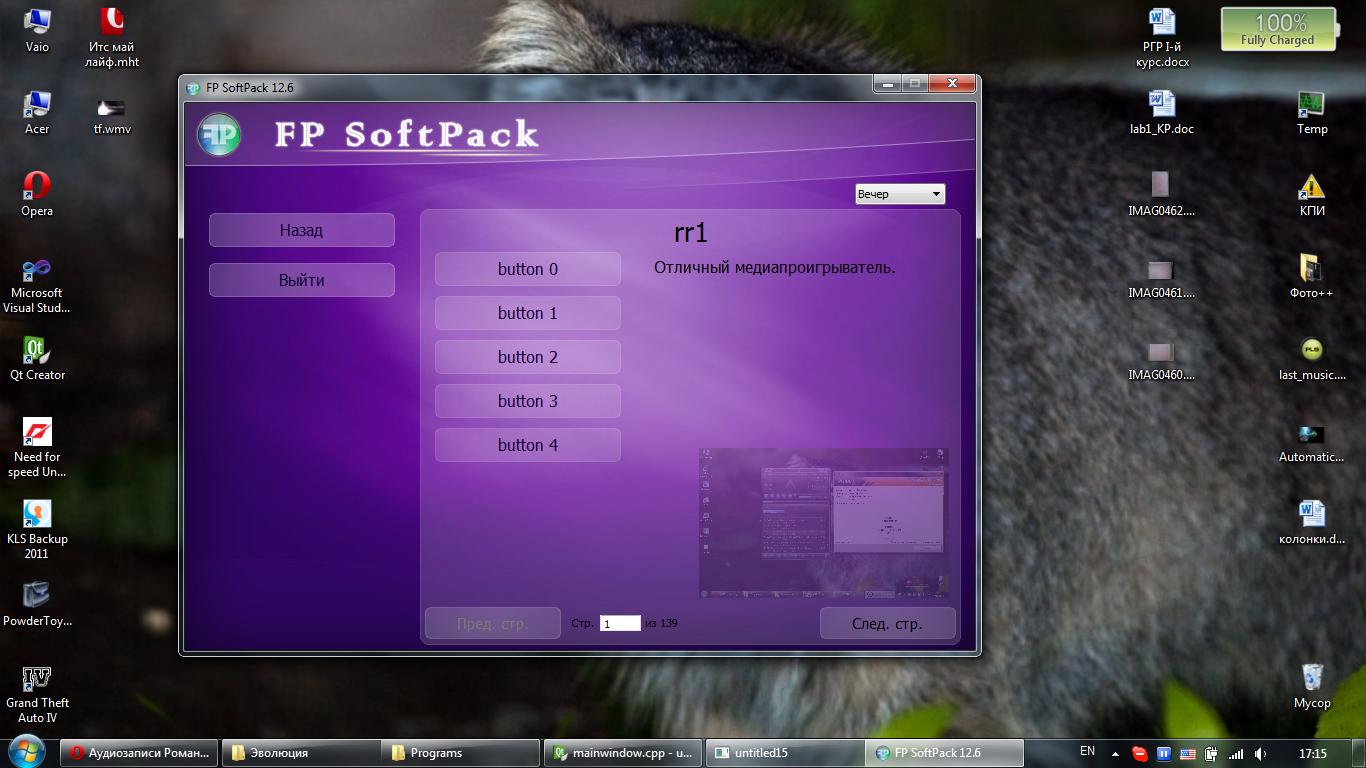 Vaio
Итс май
лайф.mht
Acer
tf.wmv
Opera
Microsoft
Visual Stud...
Qt Creator
Need for
speed Un...
KLS Backup
2011
PowderToy...
Grand Theft
Auto IV
FP SoftPack 12.6
FP SoftPack
Вечер
Назад
Выйти
rr1
Отличный медиапроигрыватель.
button 0
button 1
button 2
button 3
button 4
Пред. стр.
Стр. 1 из 139
След. стр.
РГР I-й
курс.docx
lab1_KP.doc
IMAG0462....
IMAG0461....
IMAG0460....
100%
Fully Charged
Temp
КПИ
Фото++
PLS
last_music....
Automatic...
колонки.d...
Мусор
Аудиозаписи Роман...
Эволюция
Programs
mainwindow.cpp - u...
untitled15
FP SoftPack 12.6
EN
17:15